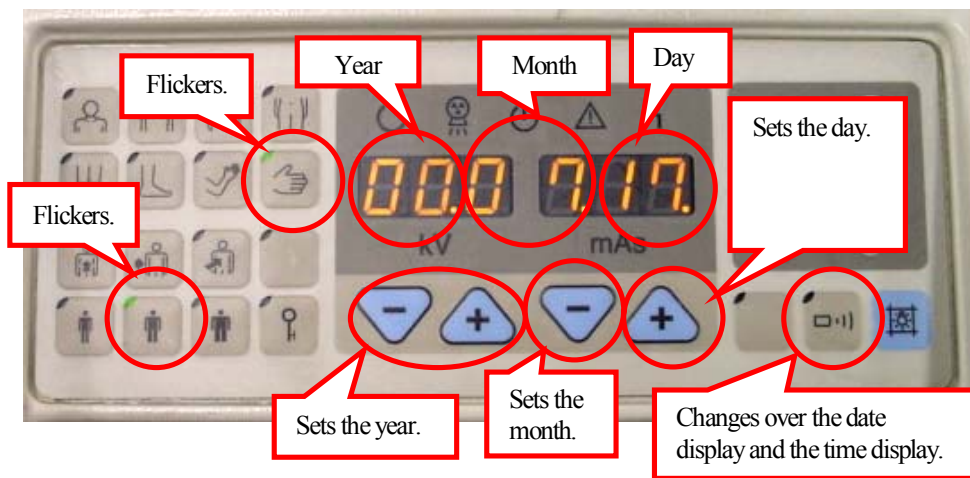 Flickers.
Year
Month
Day
Sets the day.
Flickers.
00.0 7.17.
kV
mAs
Sets the year.
Sets the month.
Changes over the date
display and the time display.